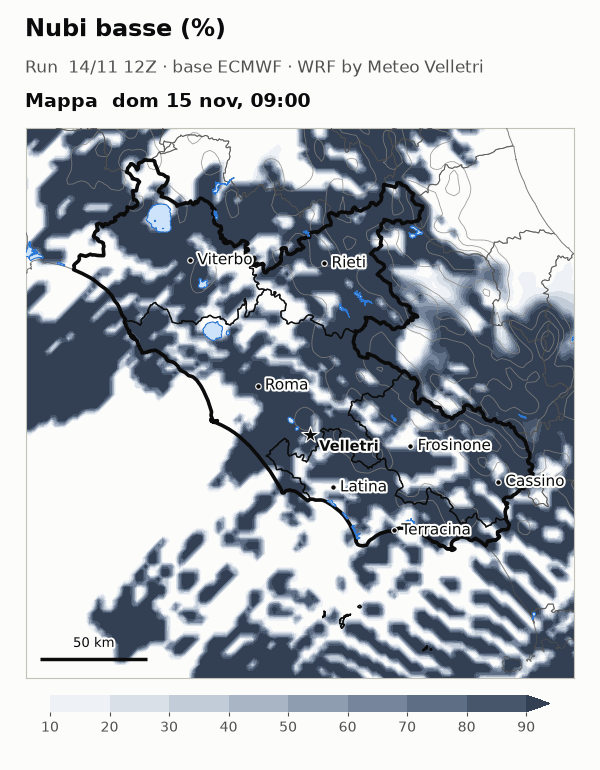 Nubi basse (%)
Run  14/11 12Z · base ECMWF · WRF by Meteo Velletri
Mappa  dom 15 nov, 09:00
Viterbo
Rieti
Roma
Velletri
Frosinone
Latina
Cassino
Terracina
50 km
10 20 30 40 50 60 70 80 90